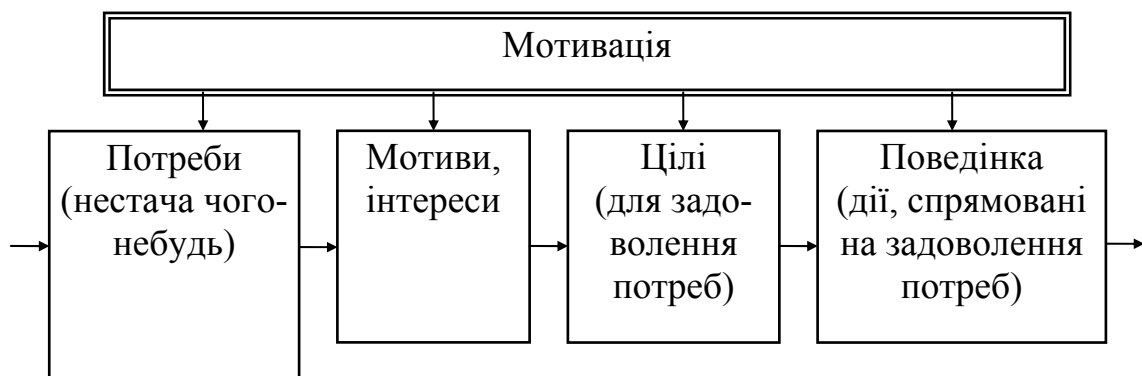 Мотивація
Потреби
(нестача чого-
небудь)
Мотиви,
інтереси
Цілі
(для задо-
волення
потреб)
Поведінка
(дії, спрямовані
на задоволення
потреб)